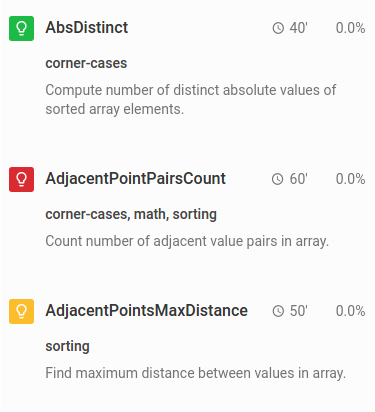 AbsDistinct 40' 0.0%
corner-cases
Compute number of distinct absolute values of
sorted array elements.
AdjacentPointPairsCount 60' 0.0%
corner-cases, math, sorting
Count number of adjacent value pairs in array.
AdjacentPointsMaxDistance 50' 0.0%
sorting
Find maximum distance between values in array.